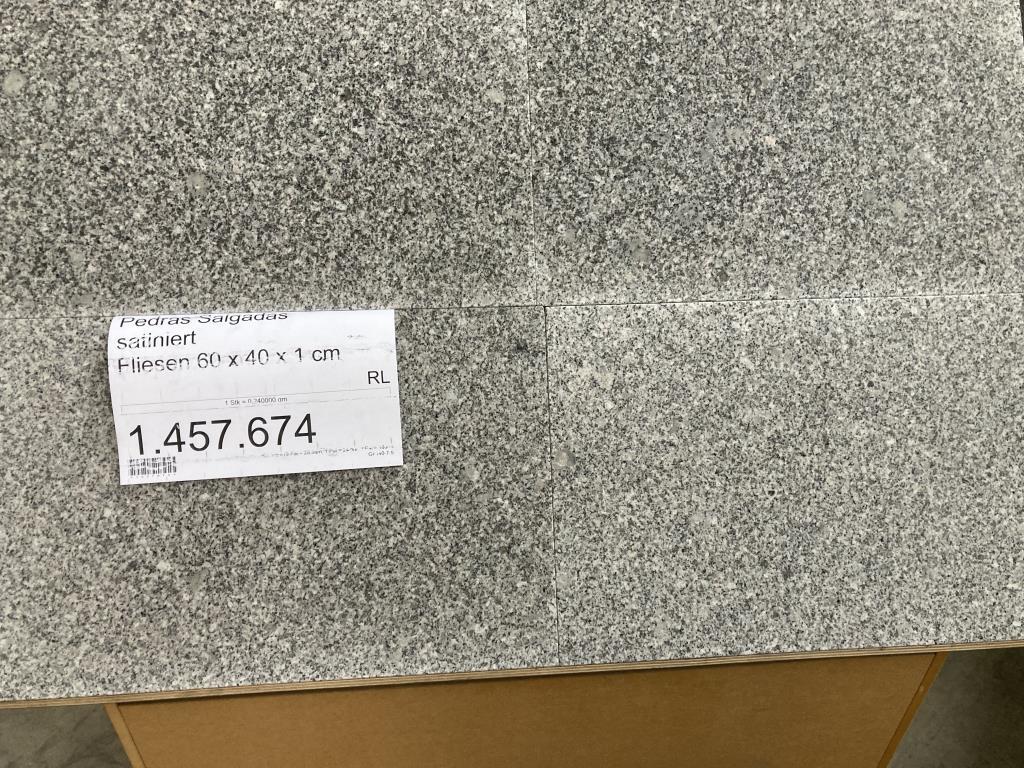 Pedras Salgadas
satiniert
Fliesen 60 x 40 x 1 cm
RL
1 Stk = 0,240000 qm
1.457.674